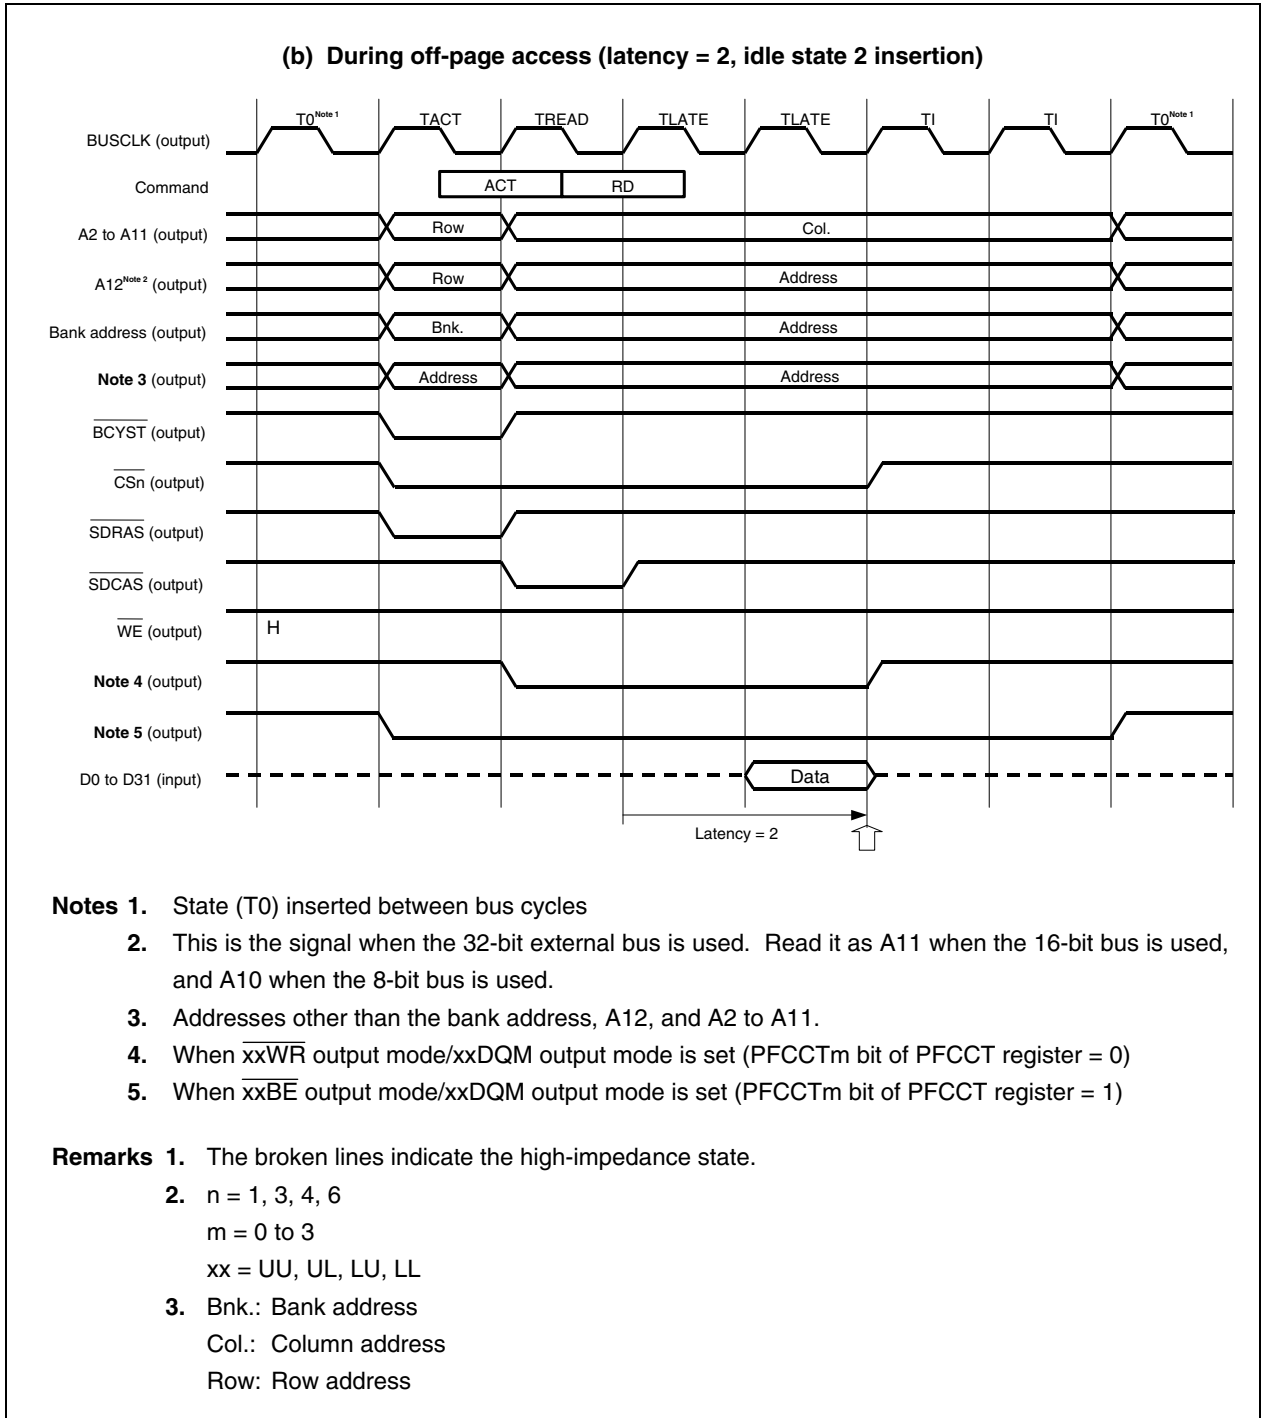 (b) During off-page access (latency = 2, idle state 2 insertion)
T0Note 1 TACT TREAD TLATE TLATE TI TI T0Note 1
BUSCLK (output)
Command ACT RD
A2 to A11 (output) Row Col.
A12Note 2 (output) Row Address
Bank address (output) Bnk. Address
Note 3 (output) Address Address
BCYST (output)
CSn (output)
SDRAS (output)
SDCAS (output)
WE (output) H
Note 4 (output)
Note 5 (output)
D0 to D31 (input) Data
Latency = 2
Notes 1. State (T0) inserted between bus cycles
2. This is the signal when the 32-bit external bus is used. Read it as A11 when the 16-bit bus is used,
and A10 when the 8-bit bus is used.
3. Addresses other than the bank address, A12, and A2 to A11.
4. When xxWR output mode/xxDQM output mode is set (PFCCTm bit of PFCCT register = 0)
5. When xxBE output mode/xxDQM output mode is set (PFCCTm bit of PFCCT register = 1)
Remarks 1. The broken lines indicate the high-impedance state.
2. n = 1, 3, 4, 6
m = 0 to 3
xx = UU, UL, LU, LL
3. Bnk.: Bank address
Col.: Column address
Row: Row address